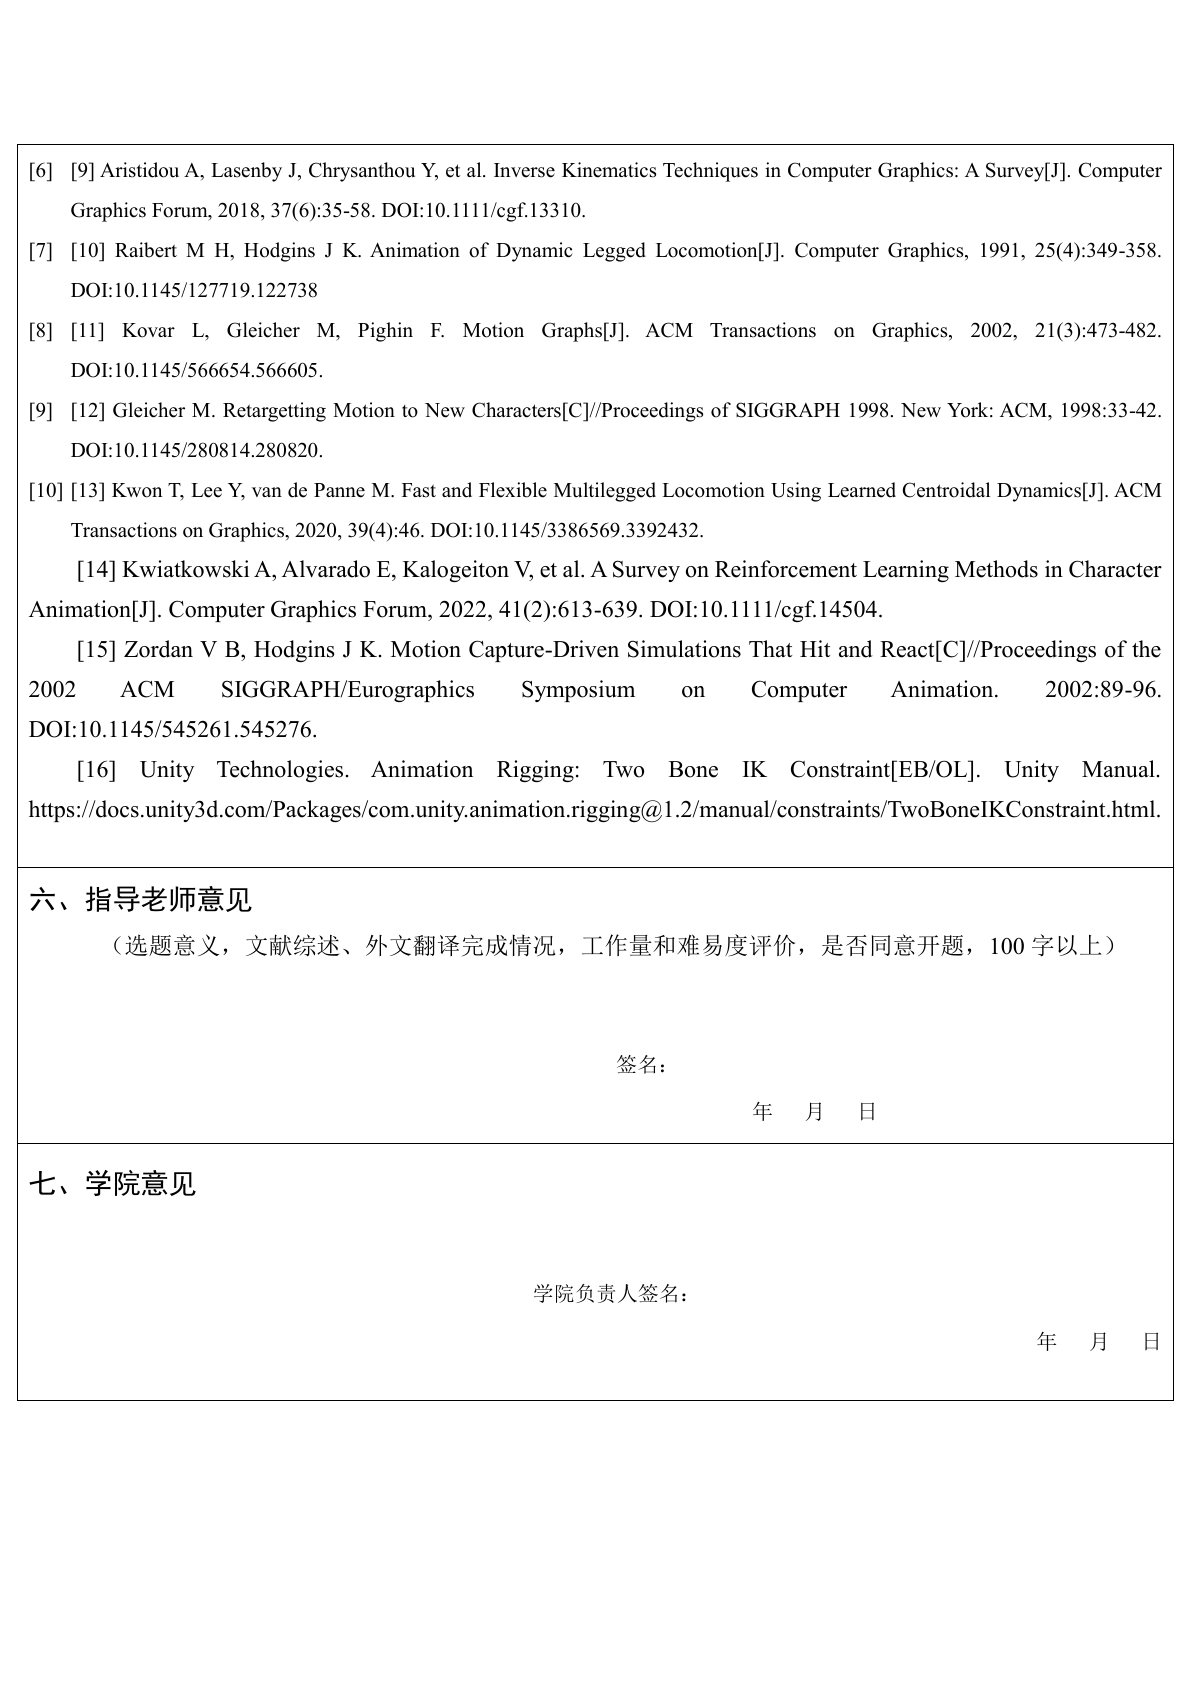 [6] [9] Aristidou A, Lasenby J, Chrysanthou Y, et al. Inverse Kinematics Techniques in Computer Graphics: A Survey[J]. Computer
Graphics Forum, 2018, 37(6):35-58. DOI:10.1111/cgf.13310.
[7] [10] Raibert M H, Hodgins J K. Animation of Dynamic Legged Locomotion[J]. Computer Graphics, 1991, 25(4):349-358.
DOI:10.1145/127719.122738
[8] [11] Kovar L, Gleicher M, Pighin F. Motion Graphs[J]. ACM Transactions on Graphics, 2002, 21(3):473-482.
DOI:10.1145/566654.566605.
[9] [12] Gleicher M. Retargetting Motion to New Characters[C]//Proceedings of SIGGRAPH 1998. New York: ACM, 1998:33-42.
DOI:10.1145/280814.280820.
[10] [13] Kwon T, Lee Y, van de Panne M. Fast and Flexible Multilegged Locomotion Using Learned Centroidal Dynamics[J]. ACM
Transactions on Graphics, 2020, 39(4):46. DOI:10.1145/3386569.3392432.
[14] Kwiatkowski A, Alvarado E, Kalogeiton V, et al. A Survey on Reinforcement Learning Methods in Character
Animation[J]. Computer Graphics Forum, 2022, 41(2):613-639. DOI:10.1111/cgf.14504.
[15] Zordan V B, Hodgins J K. Motion Capture-Driven Simulations That Hit and React[C]//Proceedings of the
2002 ACM SIGGRAPH/Eurographics Symposium on Computer Animation. 2002:89-96.
DOI:10.1145/545261.545276.
[16] Unity Technologies. Animation Rigging: Two Bone IK Constraint[EB/OL]. Unity Manual.
https://docs.unity3d.com/Packages/com.unity.animation.rigging@1.2/manual/constraints/TwoBoneIKConstraint.html.
六、指导老师意见
（选题意义，文献综述、外文翻译完成情况，工作量和难易度评价，是否同意开题，100 字以上）
签名：
年 月 日
七、学院意见
学院负责人签名：
年 月 日